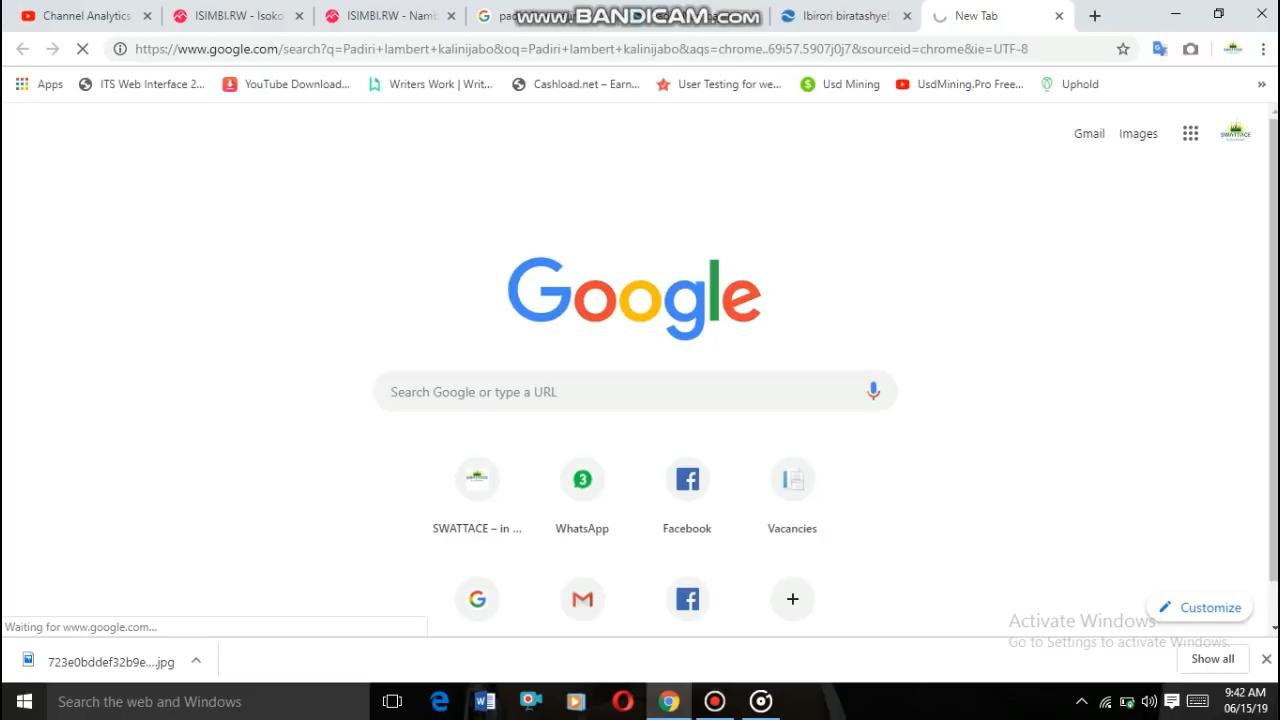 Channel Analytics
ISIMBI.RW - Isoko
ISIMBI.RW - Namb
www.BANDICAM.com
Ibirori biratashye!
New Tab
https://www.google.com/search?q=Padiri+lambert+kalinijabo&oq=Padiri+lambert+kalinijabo&aqs=chrome..69i57.5907j0j7&sourceid=chrome&ie=UTF-8
Apps
ITS Web Interface 2...
YouTube Download...
Writers Work | Writ...
Cashload.net – Earn...
User Testing for we...
Usd Mining
UsdMining.Pro Free...
Uphold
»
Gmail
Images
SWATTACE
Google
Search Google or type a URL
3
SWATTACE – in ...
WhatsApp
Facebook
Vacancies
Customize
Activate Windows
Go to Settings to activate Windows.
Waiting for www.google.com...
723e0bddef32b9e....jpg
Show all
Search the web and Windows
9:42 AM
06/15/19